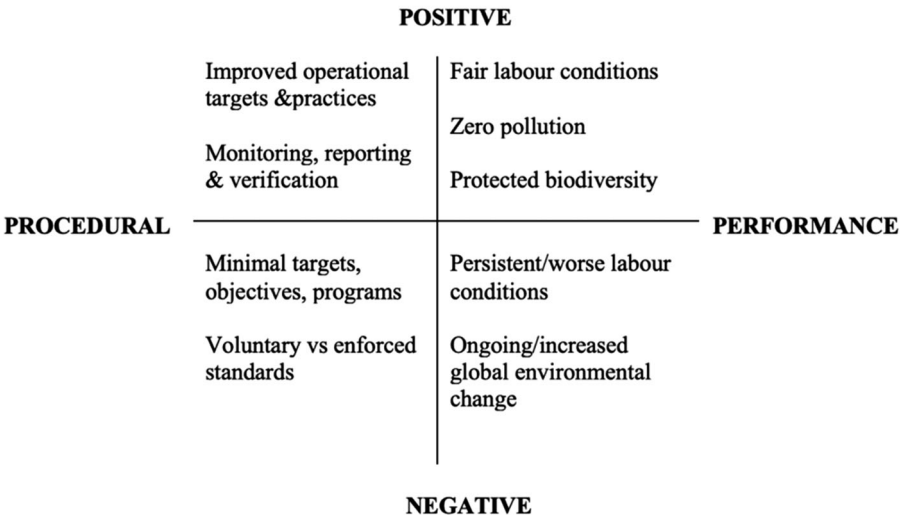 POSITIVE
Improved operational
targets &practices
Monitoring, reporting
& verification
Fair labour conditions
Zero pollution
Protected biodiversity
PROCEDURAL
PERFORMANCE
Minimal targets,
objectives, programs
Voluntary vs enforced
standards
Persistent/worse labour
conditions
Ongoing/increased
global environmental
change
NEGATIVE